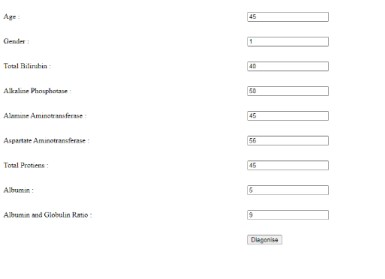 Age : 45
Gender : 1
Total Bilirubin : 48
Alkaline Phosphotase : 58
Alamine Aminotransferase : 45
Aspartate Aminotransferase : 56
Total Protiens : 45
Albumin : 5
Albumin and Globulin Ratio : 9
Diagonise